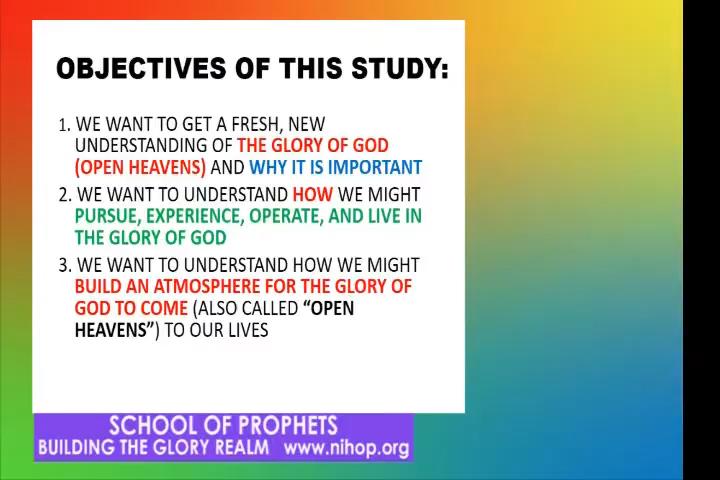 OBJECTIVES OF THIS STUDY:
1. WE WANT TO GET A FRESH, NEW
UNDERSTANDING OF THE GLORY OF GOD
(OPEN HEAVENS) AND WHY IT IS IMPORTANT
2. WE WANT TO UNDERSTAND HOW WE MIGHT
PURSUE, EXPERIENCE, OPERATE, AND LIVE IN
THE GLORY OF GOD
3. WE WANT TO UNDERSTAND HOW WE MIGHT
BUILD AN ATMOSPHERE FOR THE GLORY OF
GOD TO COME (ALSO CALLED “OPEN
HEAVENS”) TO OUR LIVES
SCHOOL OF PROPHETS
BUILDING THE GLORY REALM www.nihop.org